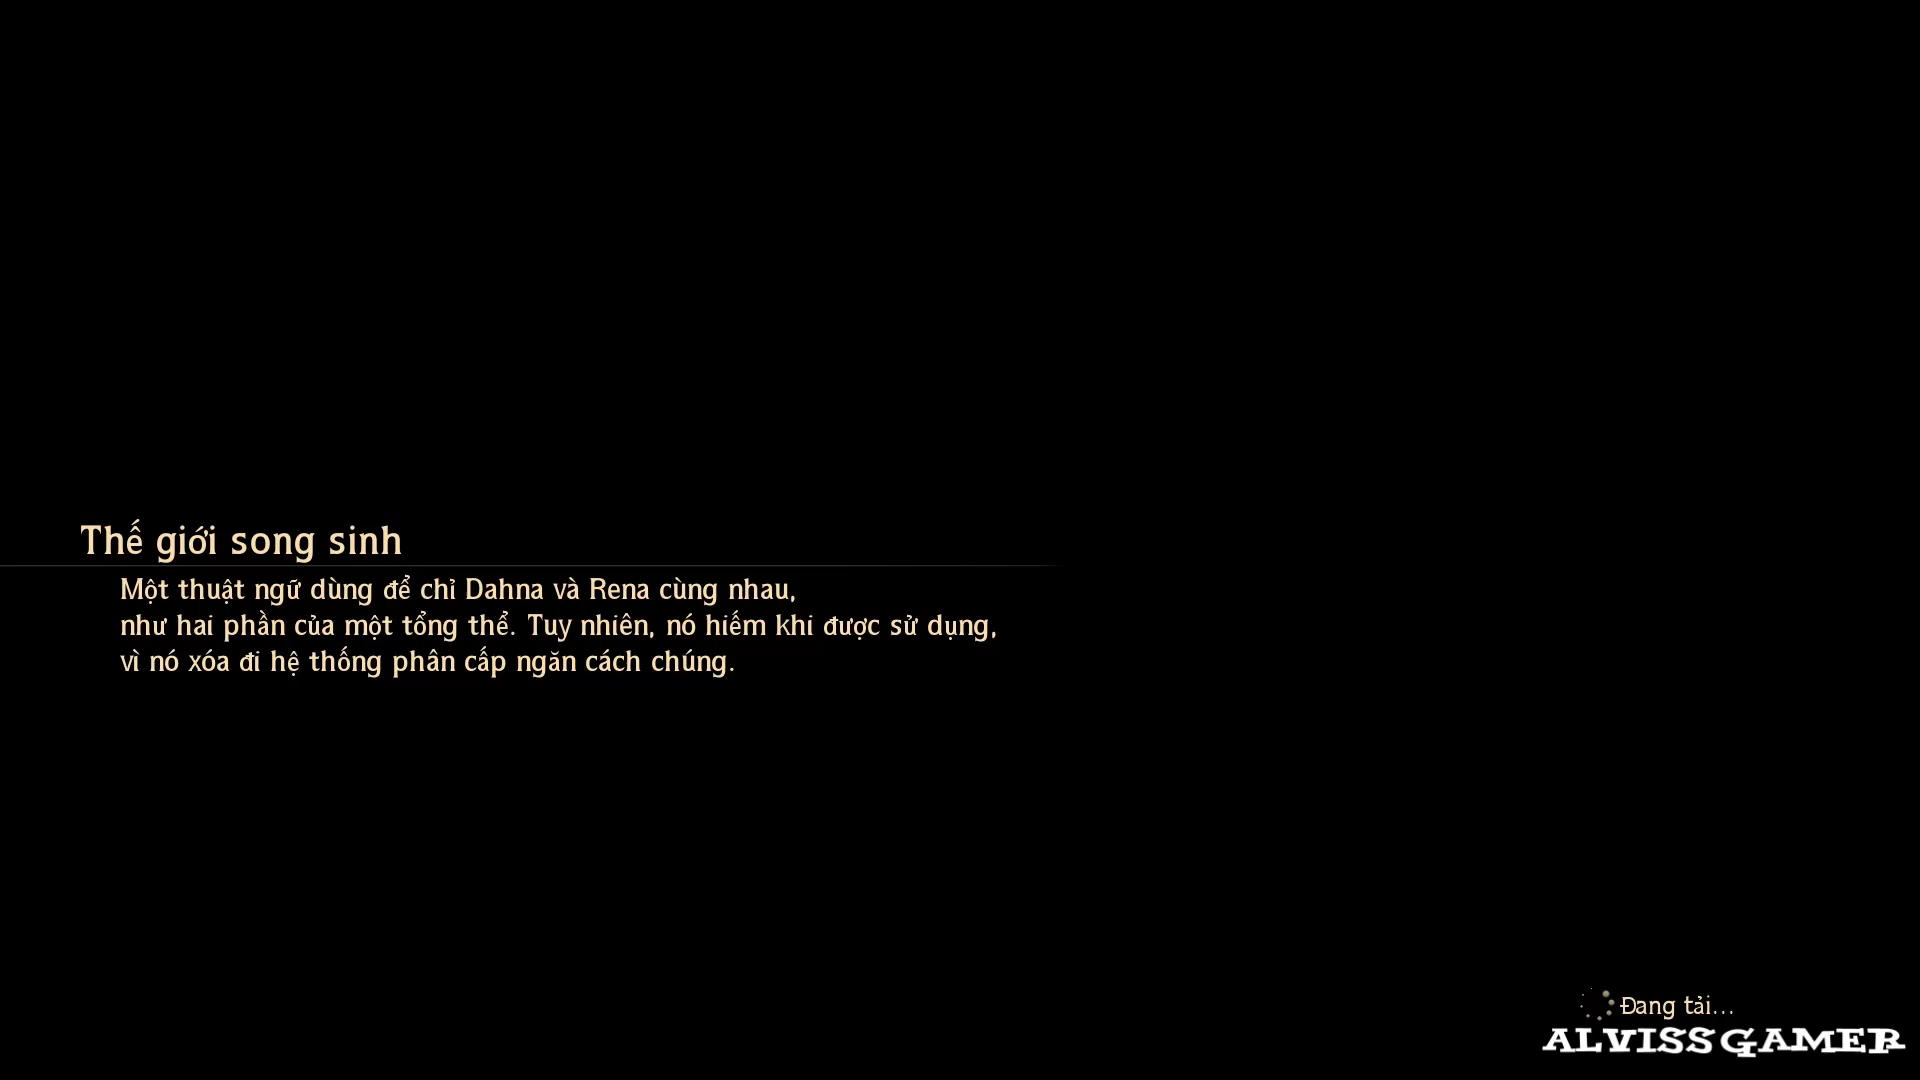 Thế giới song sinh
Một thuật ngữ dùng để chỉ Dahna và Rena cùng nhau,
như hai phần của một tổng thể. Tuy nhiên, nó hiếm khi được sử dụng,
vì nó xóa đi hệ thống phân cấp ngăn cách chúng.
Đang tải...
ALVISSGAMER